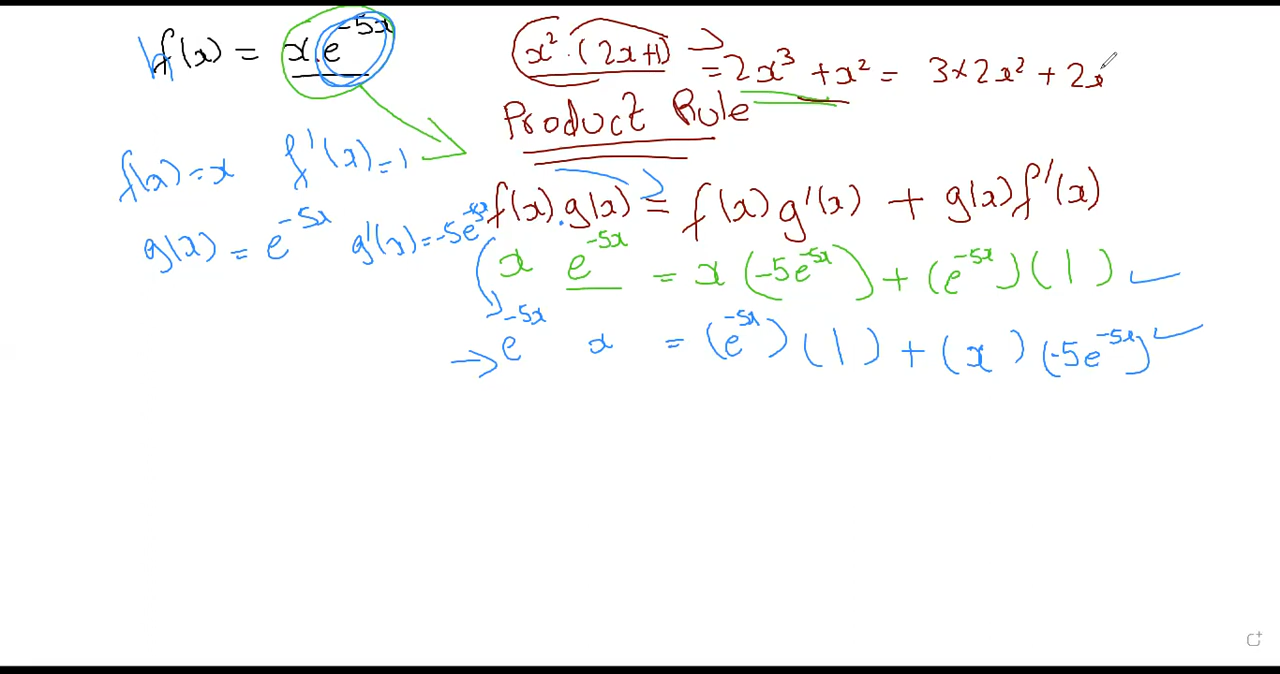 f(x) = x.e^{-5x}
x² · (2x+1)
= 2x³ + x² = 3×2x² + 2x
Product Rule
f(x) = x f'(x) = 1
f(x).g(x) = f(x)g'(x) + g(x)f'(x)
g(x) = e^{-5x} g'(x) = -5e^{-5x}
x e^{-5x} = x(-5e^{-5x}) + (e^{-5x})(1) ✓
→ e^{-5x} x = (e^{-5x})(1) + (x)(-5e^{-5x}) ✓